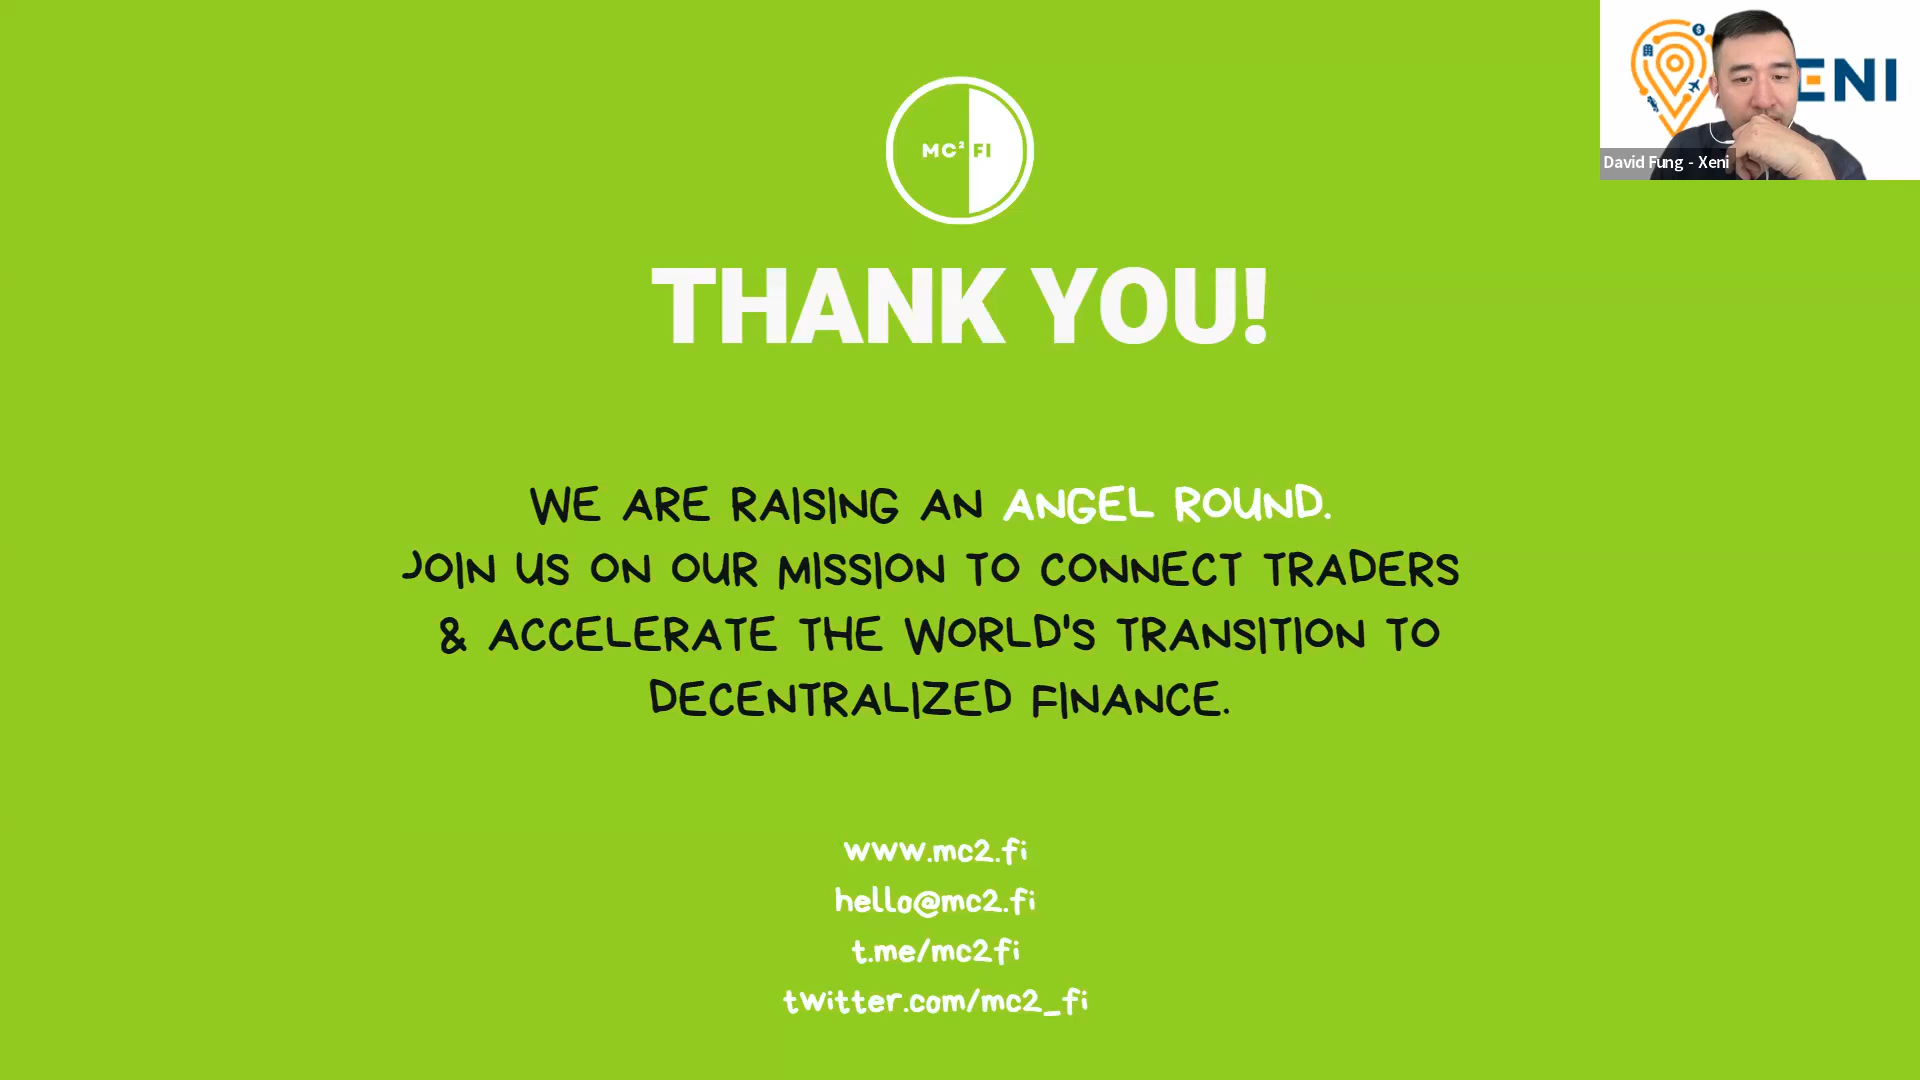 MC² FI
THANK YOU!
WE ARE RAISING AN ANGEL ROUND.
JOIN US ON OUR MISSION TO CONNECT TRADERS
& ACCELERATE THE WORLD'S TRANSITION TO
DECENTRALIZED FINANCE.
www.mc2.fi
hello@mc2.fi
t.me/mc2fi
twitter.com/mc2_fi
ENI
David Fung - Xeni